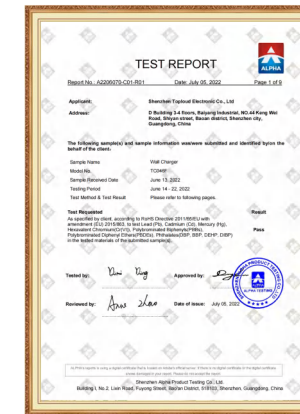 ALPHA
TEST REPORT
Report No.: A2206070-C01-R01 Date: July 05, 2022 Page 1 of 9
Applicant: Shenzhen Toploud Electronic Co., Ltd
Address: D Building 3-4 floors, Baiyang Industrial, NO.44 Kang Wei
Road, Shiyan street, Baoan district, Shenzhen city,
Guangdong, China
The following sample(s) and sample information was/were submitted and identified by/on the
behalf of the client.
Sample Name Wall Charger
Model No.
Sample Received Date June 13, 2022
Testing Period June 14 - 22, 2022
Test Method & Test Result Please refer to following pages.
Test Requested Result
As specified by client, according to RoHS Directive 2011/65/EU with
amendment (EU) 2015/863, to test Lead (Pb), Cadmium (Cd), Mercury (Hg),
Hexavalent Chromium(Cr(VI)), Polybrominated Biphenyls(PBBs), Pass
Polybrominated Diphenyl Ethers(PBDEs), Phthalates(DBP, BBP, DEHP, DIBP)
in the tested materials of the submitted sample(s).
Tested by: Approved by:
ALPHA TESTING
Reviewed by: Date of issue: July 05, 2022
Shenzhen Alpha Product Testing Co., Ltd.
Building i, No.2, Lixin Road, Fuyong Street, Bao'an District, 518103, Shenzhen, Guangdong, China